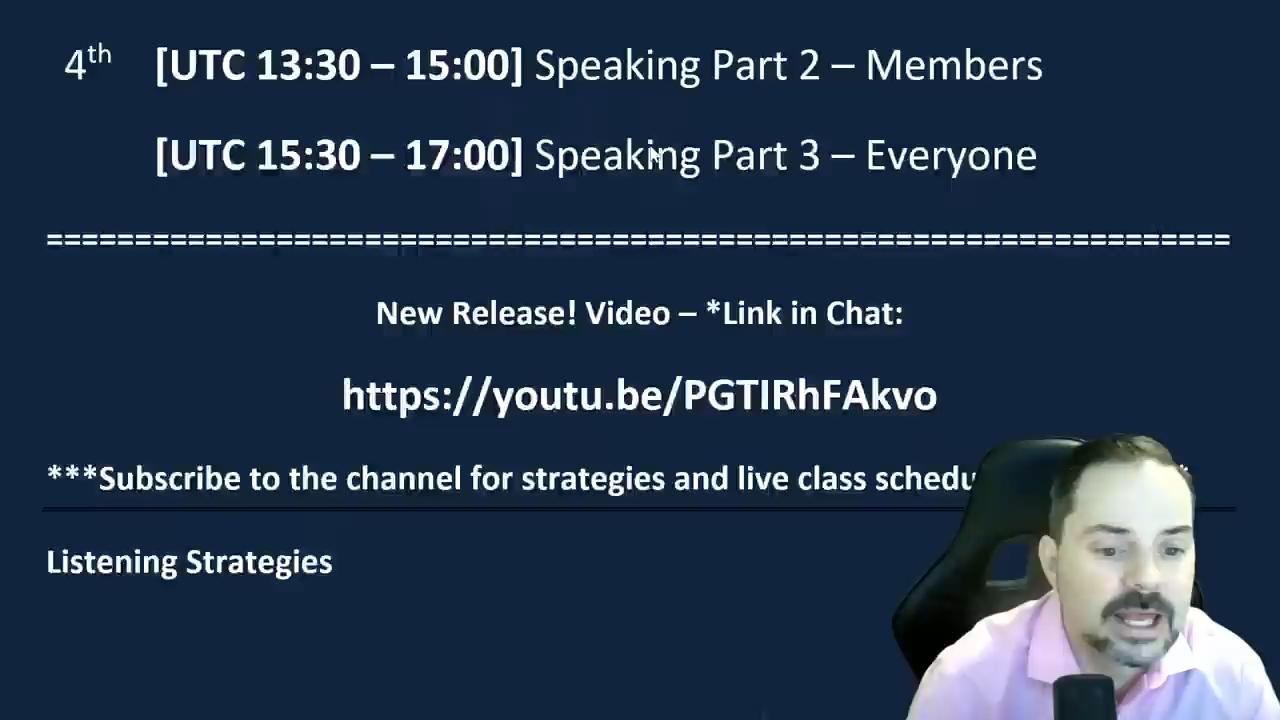 4th [UTC 13:30 – 15:00] Speaking Part 2 – Members
[UTC 15:30 – 17:00] Speaking Part 3 – Everyone
===================================================================
New Release! Video – *Link in Chat:
https://youtu.be/PGTIRhFAkvo
***Subscribe to the channel for strategies and live class schedu
Listening Strategies